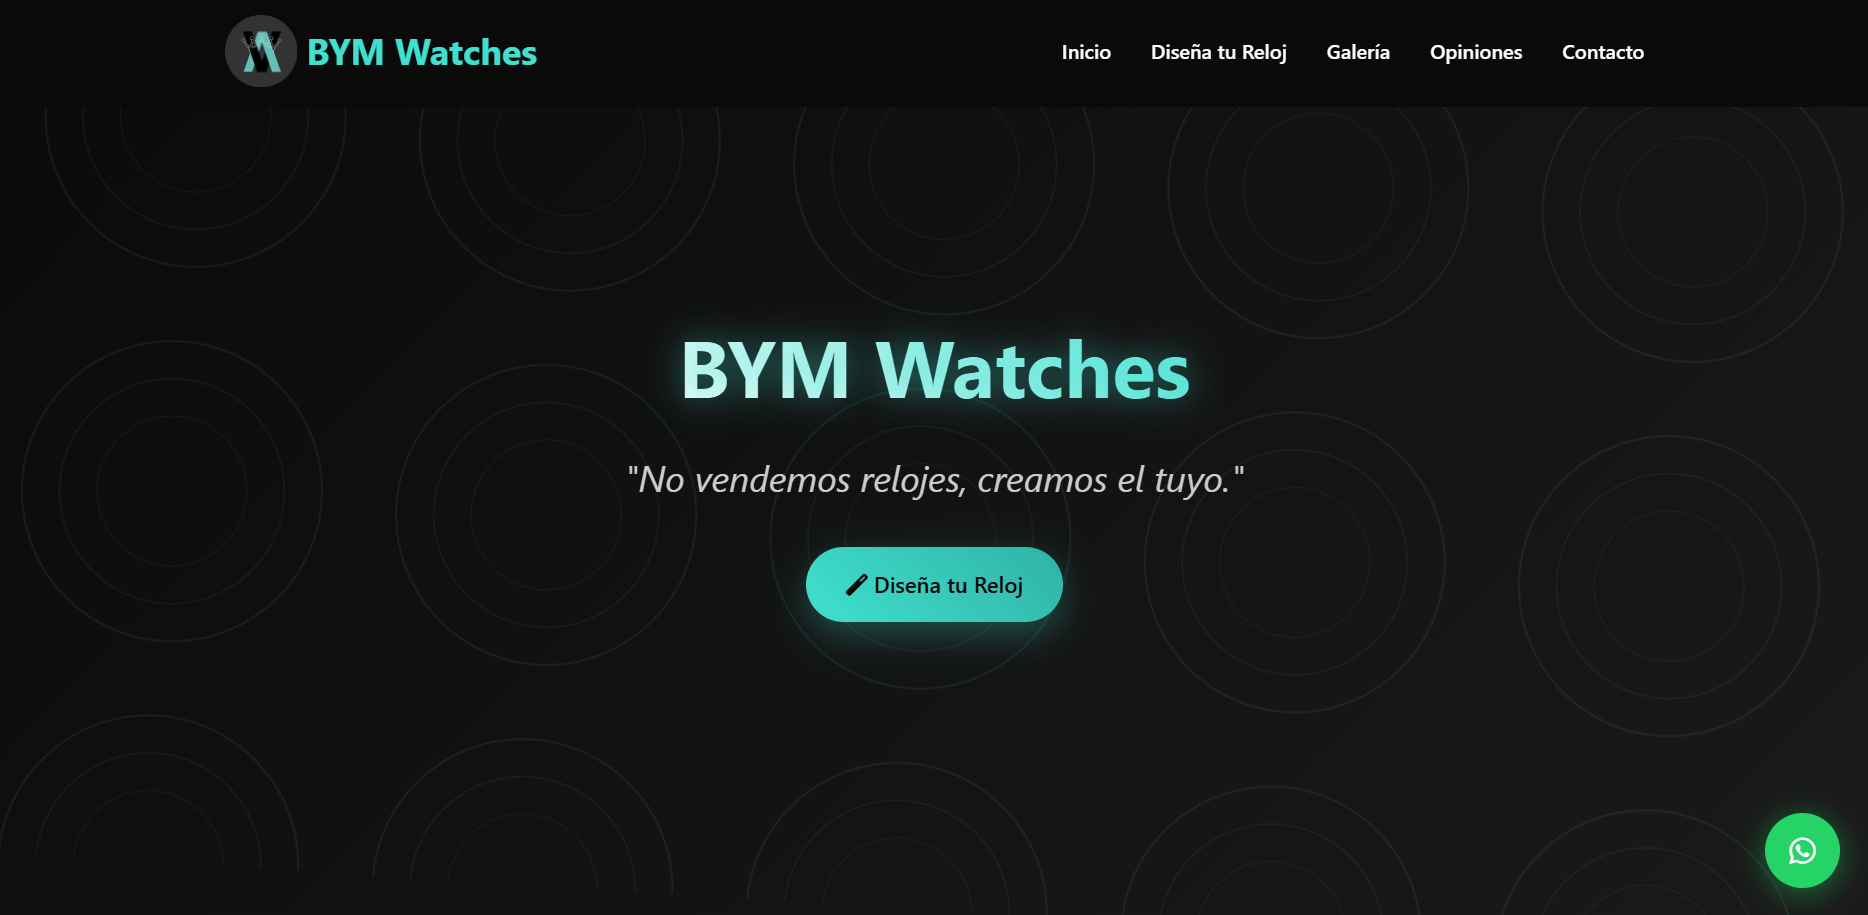 BYM Watches
Inicio Diseña tu Reloj Galería Opiniones Contacto
BYM Watches
"No vendemos relojes, creamos el tuyo."
Diseña tu Reloj